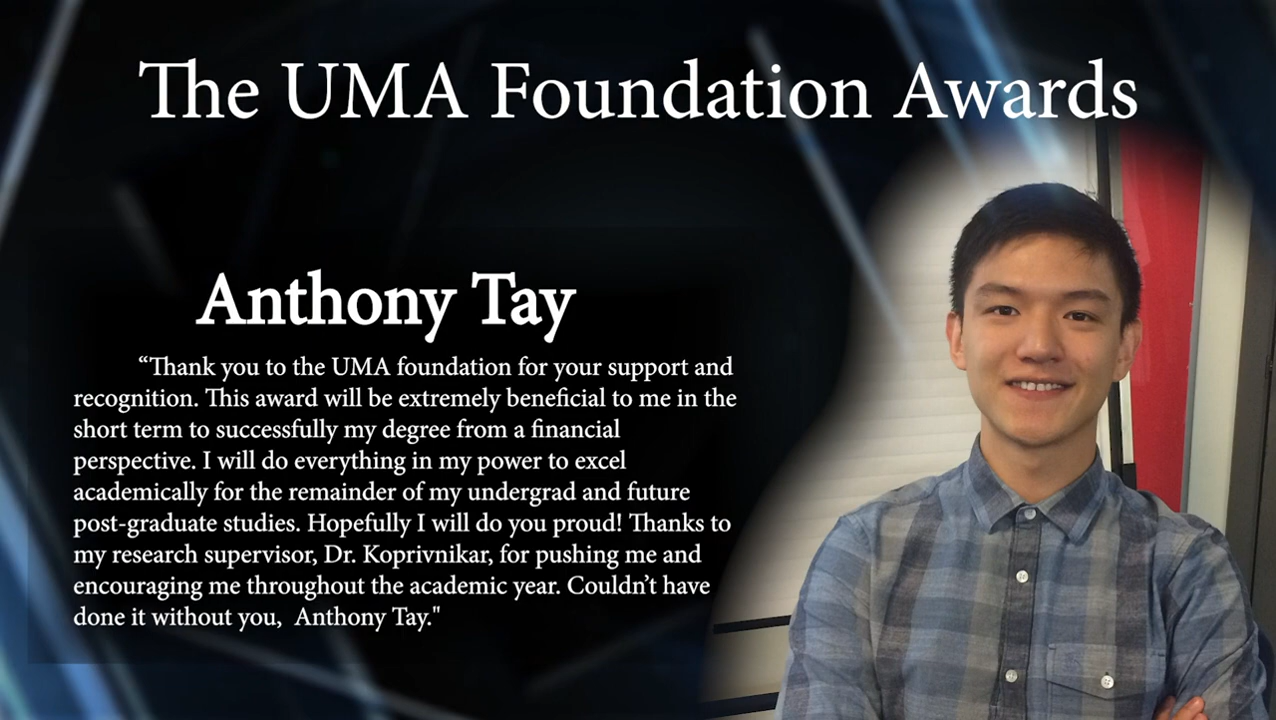 The UMA Foundation Awards
Anthony Tay
“Thank you to the UMA foundation for your support and
recognition. This award will be extremely beneficial to me in the
short term to successfully my degree from a financial
perspective. I will do everything in my power to excel
academically for the remainder of my undergrad and future
post-graduate studies. Hopefully I will do you proud! Thanks to
my research supervisor, Dr. Koprivnikar, for pushing me and
encouraging me throughout the academic year. Couldn’t have
done it without you,  Anthony Tay."